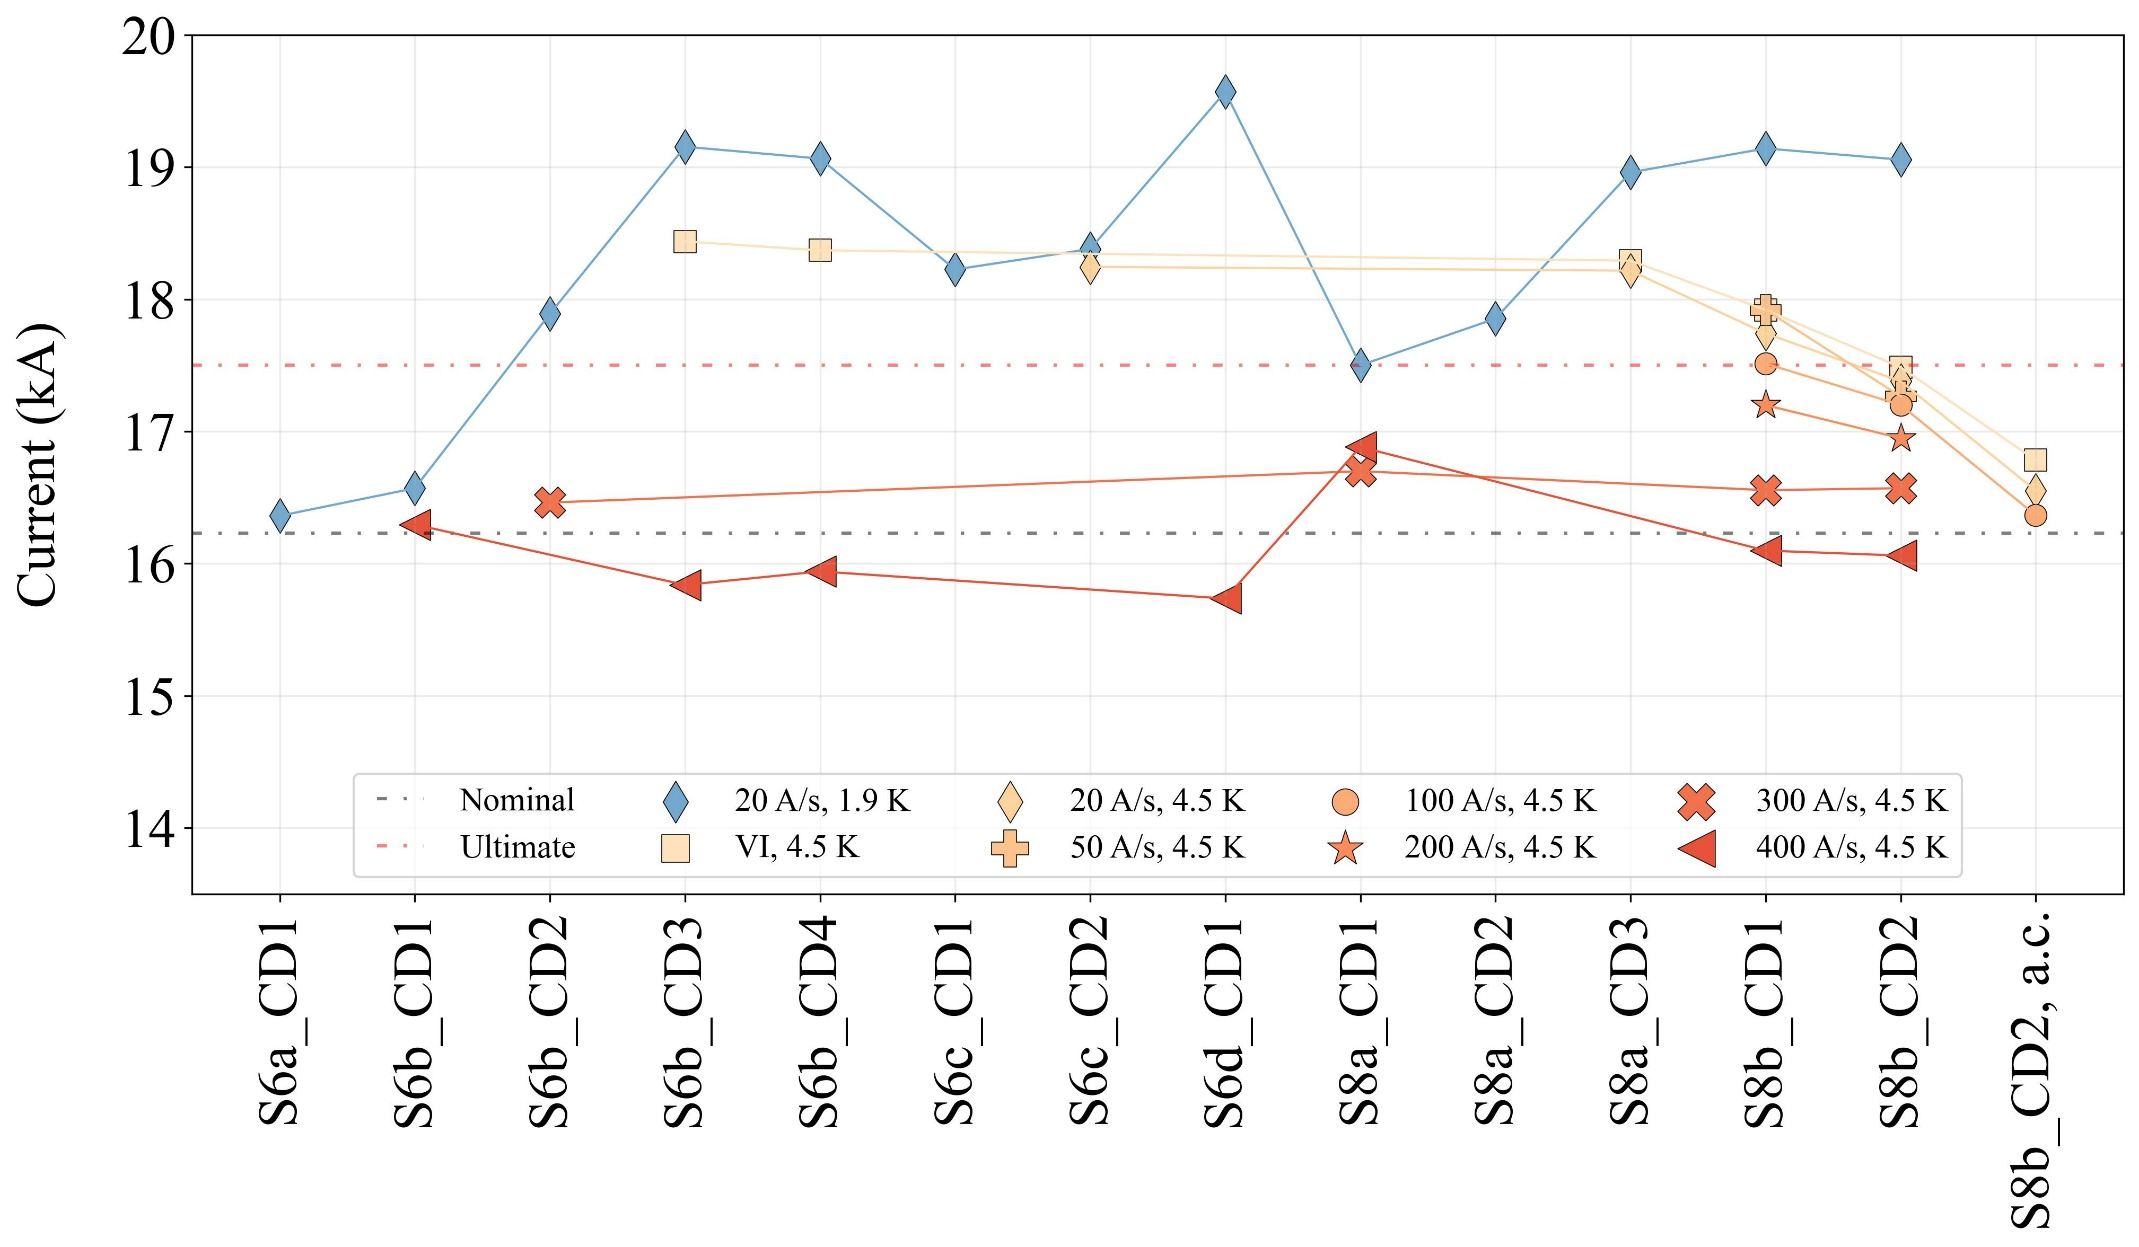 20
19
18
17
16
15
14
Current (kA)
Nominal
20 A/s, 1.9 K
20 A/s, 4.5 K
100 A/s, 4.5 K
300 A/s, 4.5 K
Ultimate
VI, 4.5 K
50 A/s, 4.5 K
200 A/s, 4.5 K
400 A/s, 4.5 K
S6a_CD1
S6b_CD1
S6b_CD2
S6b_CD3
S6b_CD4
S6c_CD1
S6c_CD2
S6d_CD1
S8a_CD1
S8a_CD2
S8a_CD3
S8b_CD1
S8b_CD2
S8b_CD2, a.c.